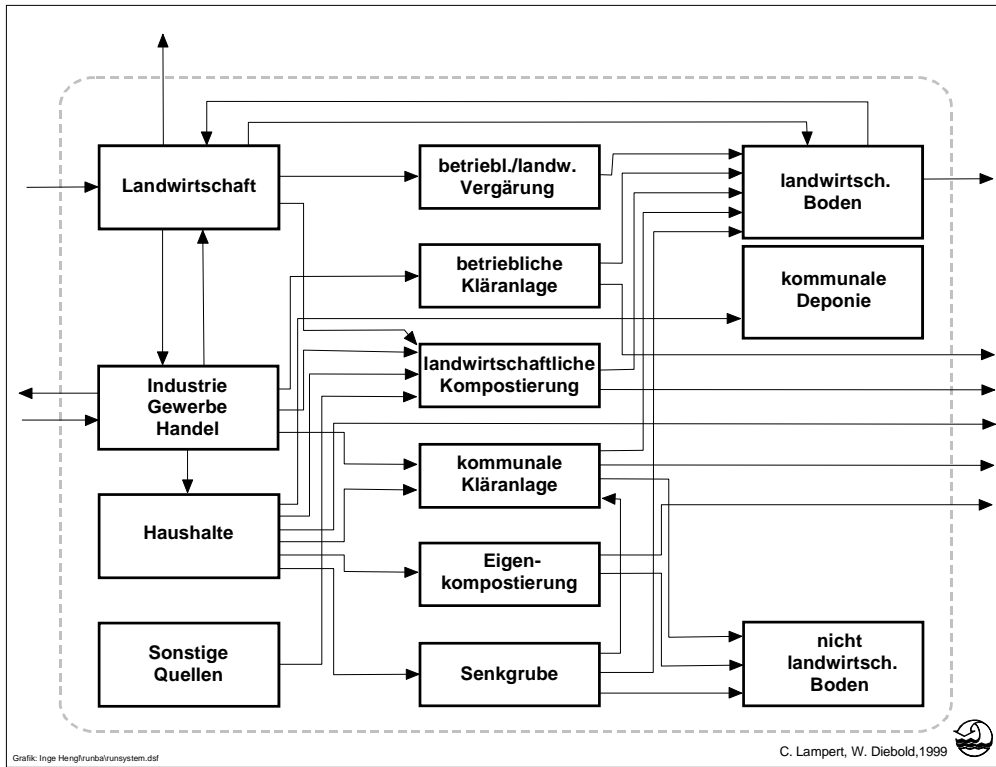 Landwirtschaft
betriebl./landw.
Vergärung
landwirtsch.
Boden
betriebliche
Kläranlage
kommunale
Deponie
Industrie
Gewerbe
Handel
landwirtschaftliche
Kompostierung
kommunale
Kläranlage
Haushalte
Eigen-
kompostierung
Sonstige
Quellen
Senkgrube
nicht
landwirtsch.
Boden
C. Lampert, W. Diebold,1999
Grafik: Inge Hengl\runba\runsystem.dsf